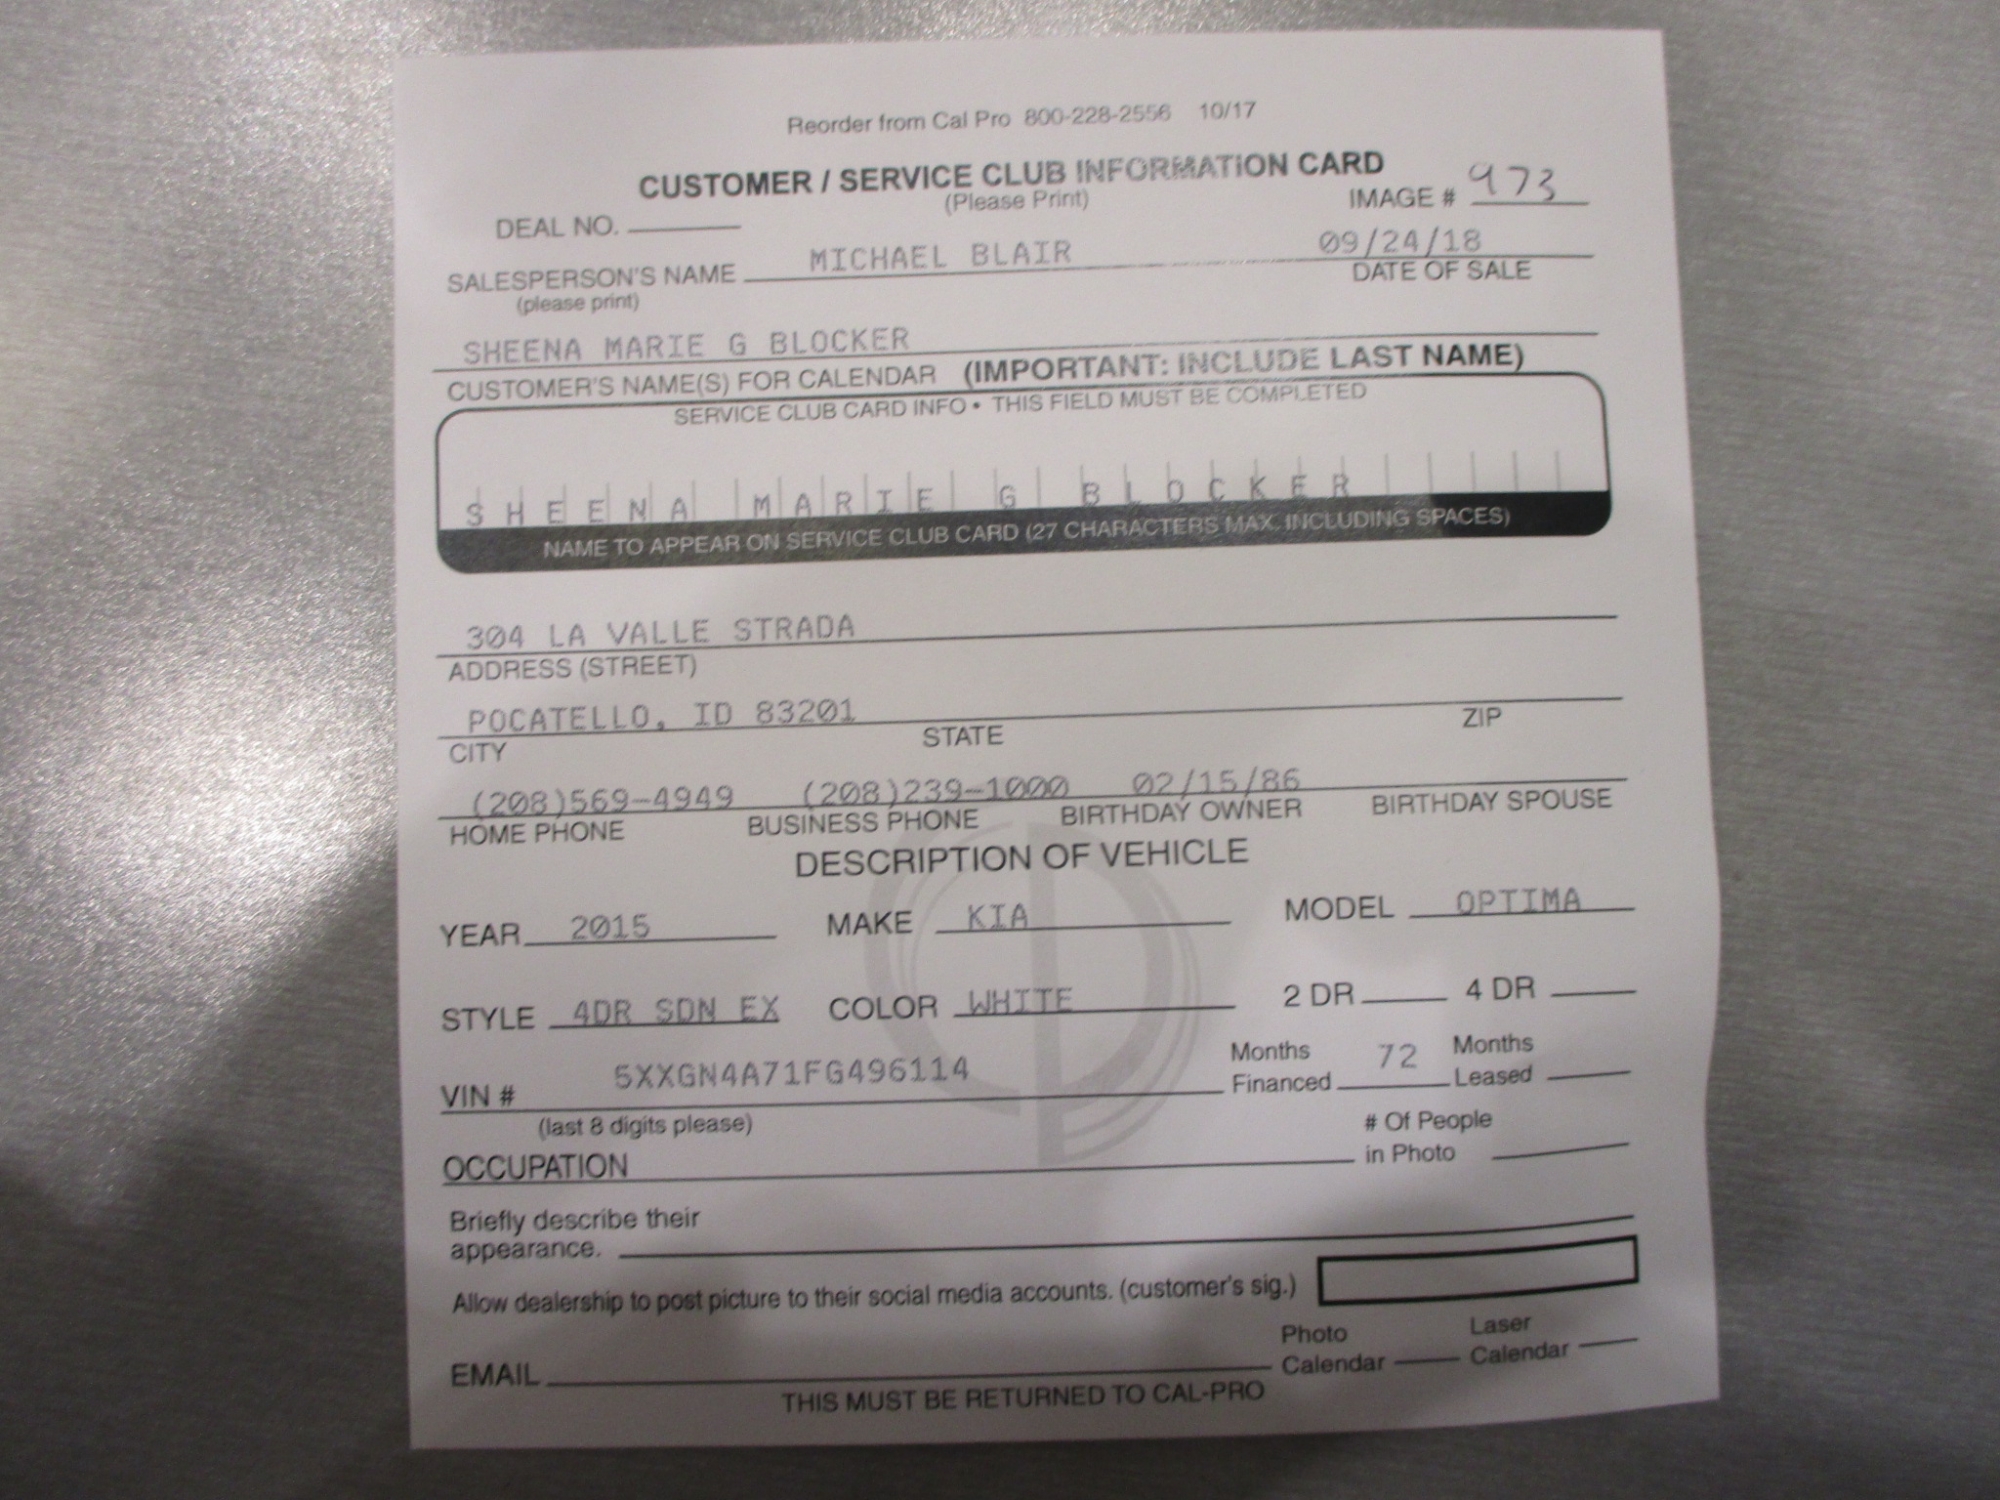 Reorder from Cal Pro 800-228-2556 10/17
CUSTOMER / SERVICE CLUB INFORMATION CARD
(Please Print)
IMAGE # 973
DEAL NO.
MICHAEL BLAIR 09/24/18
SALESPERSON'S NAME DATE OF SALE
(please print)
SHEENA MARIE G BLOCKER
CUSTOMER'S NAME(S) FOR CALENDAR (IMPORTANT: INCLUDE LAST NAME)
SERVICE CLUB CARD INFO • THIS FIELD MUST BE COMPLETED
SHEENA MARIE G BLOCKER
NAME TO APPEAR ON SERVICE CLUB CARD (27 CHARACTERS MAX. INCLUDING SPACES)
304 LA VALLE STRADA
ADDRESS (STREET)
POCATELLO, ID 83201
CITY STATE ZIP
(208)569-4949 (208)239-1000 02/15/86
HOME PHONE BUSINESS PHONE BIRTHDAY OWNER BIRTHDAY SPOUSE
DESCRIPTION OF VEHICLE
YEAR 2015 MAKE KIA MODEL OPTIMA
STYLE 4DR SDN EX COLOR WHITE 2 DR 4 DR
VIN # 5XXGN4A71FG496114 Months Financed 72 Months Leased
(last 8 digits please)
OCCUPATION # Of People in Photo
Briefly describe their
appearance.
Allow dealership to post picture to their social media accounts. (customer's sig.)
EMAIL Photo Calendar Laser Calendar
THIS MUST BE RETURNED TO CAL-PRO